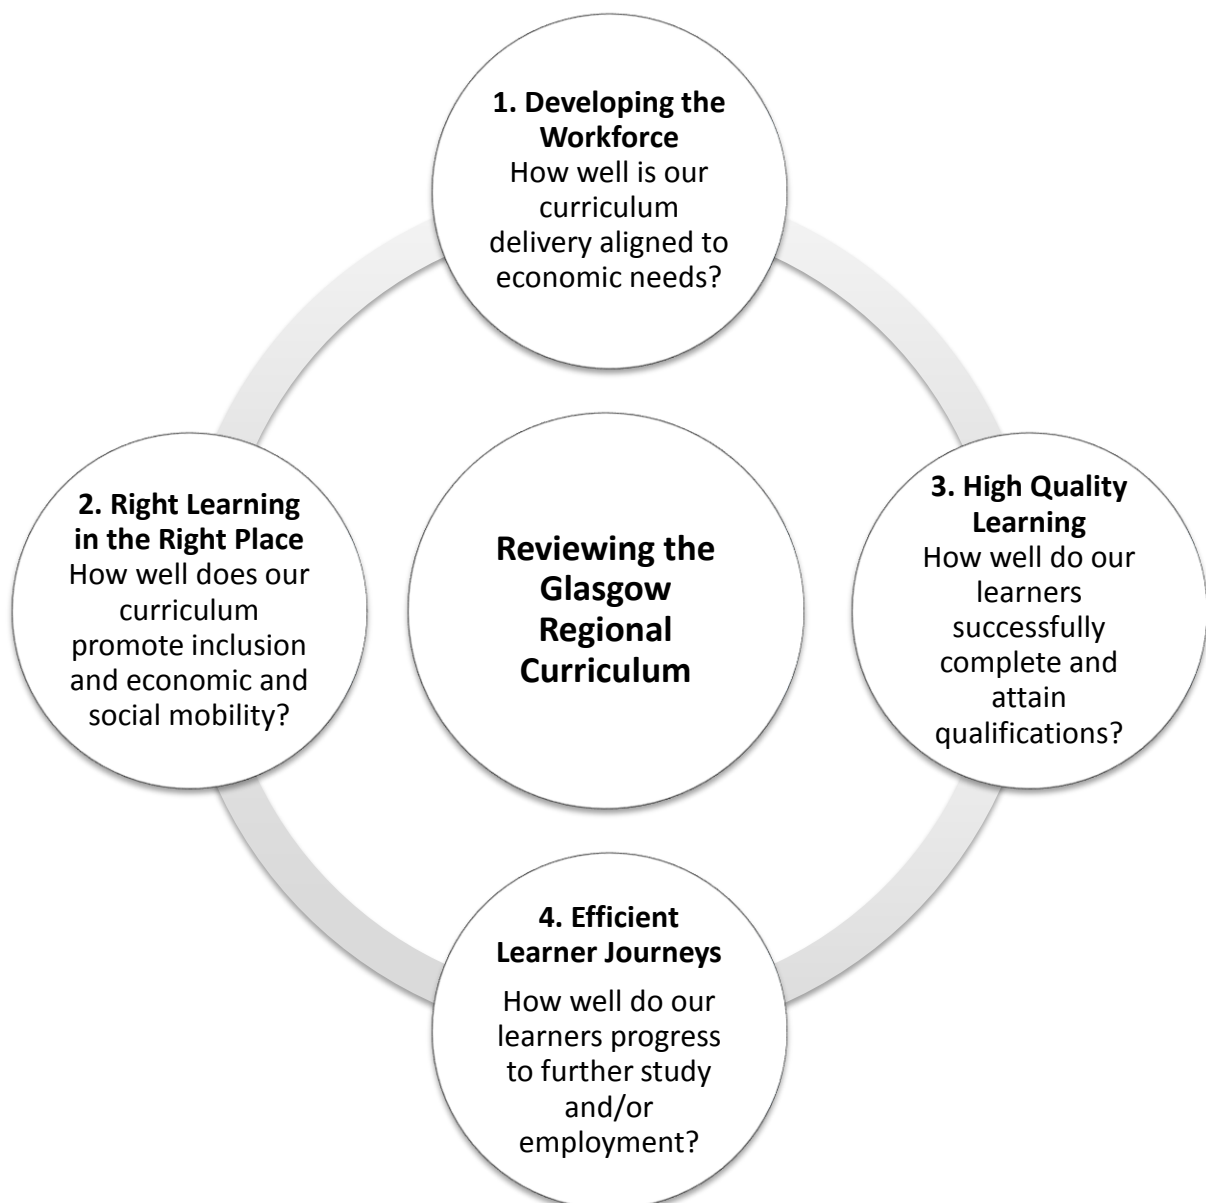 1. Developing the
Workforce
How well is our
curriculum
delivery aligned to
economic needs?
2. Right Learning
in the Right Place
How well does our
curriculum
promote inclusion
and economic and
social mobility?
Reviewing the
Glasgow
Regional
Curriculum
3. High Quality
Learning
How well do our
learners
successfully
complete and
attain
qualifications?
4. Efficient
Learner Journeys
How well do our
learners progress
to further study
and/or
employment?